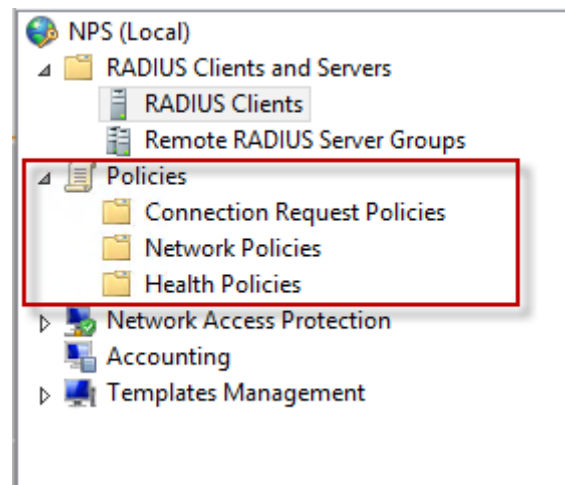 NPS (Local)
RADIUS Clients and Servers
RADIUS Clients
Remote RADIUS Server Groups
Policies
Connection Request Policies
Network Policies
Health Policies
Network Access Protection
Accounting
Templates Management